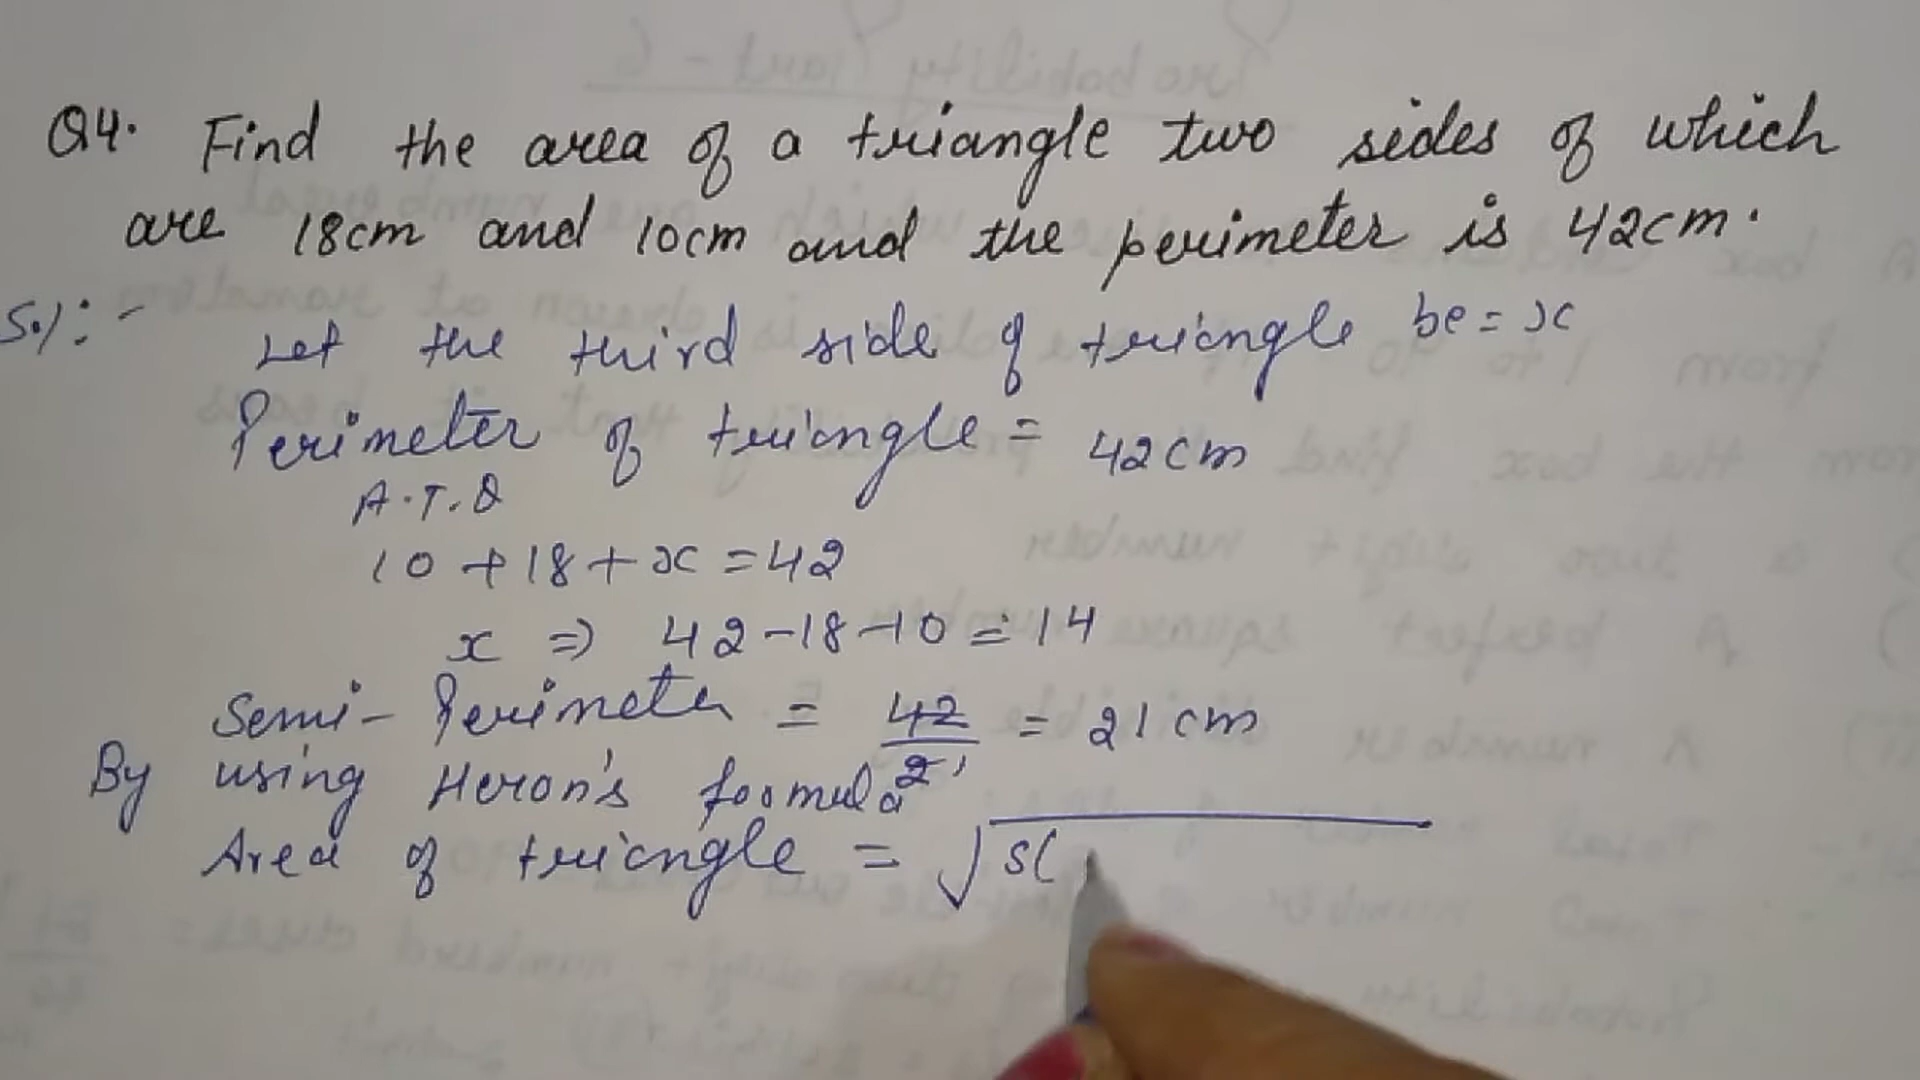 Q4. Find the area of a triangle two sides of which
are 18cm and 10cm and the perimeter is 42cm.
Sol:-
Let the third side of triangle be = x
Perimeter of triangle = 42cm
A.T.Q
10 + 18 + x = 42
x => 42 - 18 - 10 = 14
Semi-Perimeter = 42/2 = 21cm
By using Heron's formula
Area of triangle = √s(